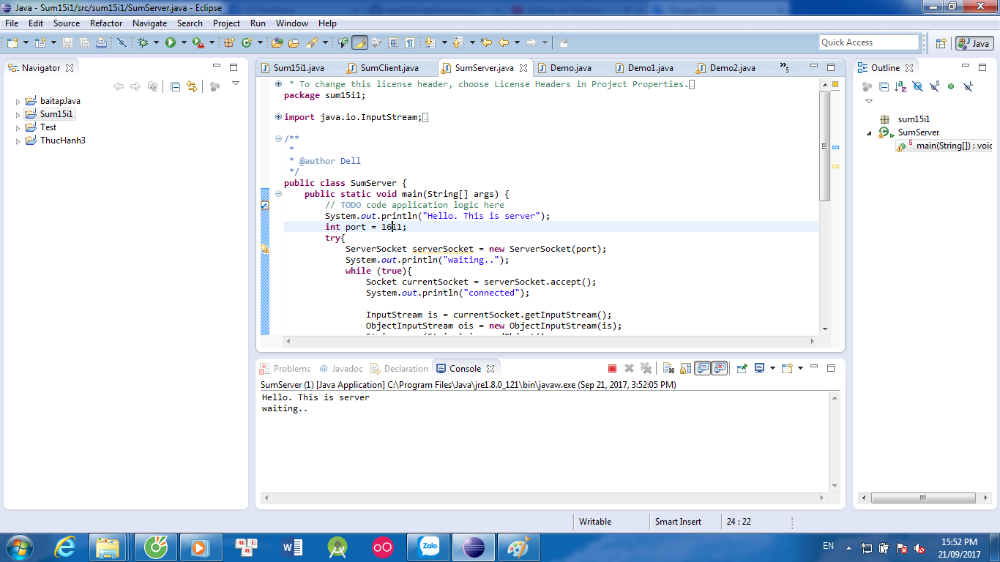 Java - Sum15i1/src/sum15i1/SumServer.java - Eclipse
File Edit Source Refactor Navigate Search Project Run Window Help
Quick Access
Java
Navigator
baitapJava
Sum15i1
Test
ThucHanh3
Sum15i1.java SumClient.java SumServer.java Demo.java Demo1.java Demo2.java »5
* To change this license header, choose License Headers in Project Properties.
package sum15i1;
import java.io.InputStream;
/**
*
* @author Dell
*/
public class SumServer {
public static void main(String[] args) {
// TODO code application logic here
System.out.println("Hello. This is server");
int port = 1611;
try{
ServerSocket serverSocket = new ServerSocket(port);
System.out.println("waiting..");
while (true){
Socket currentSocket = serverSocket.accept();
System.out.println("connected");
InputStream is = currentSocket.getInputStream();
ObjectInputStream ois = new ObjectInputStream(is);
Outline
sum15i1
SumServer
main(String[]) : void
Problems @ Javadoc Declaration Console
SumServer (1) [Java Application] C:\Program Files\Java\jre1.8.0_121\bin\javaw.exe (Sep 21, 2017, 3:52:05 PM)
Hello. This is server
waiting..
Writable Smart Insert 24 : 22
Zalo
EN
15:52 PM
21/09/2017